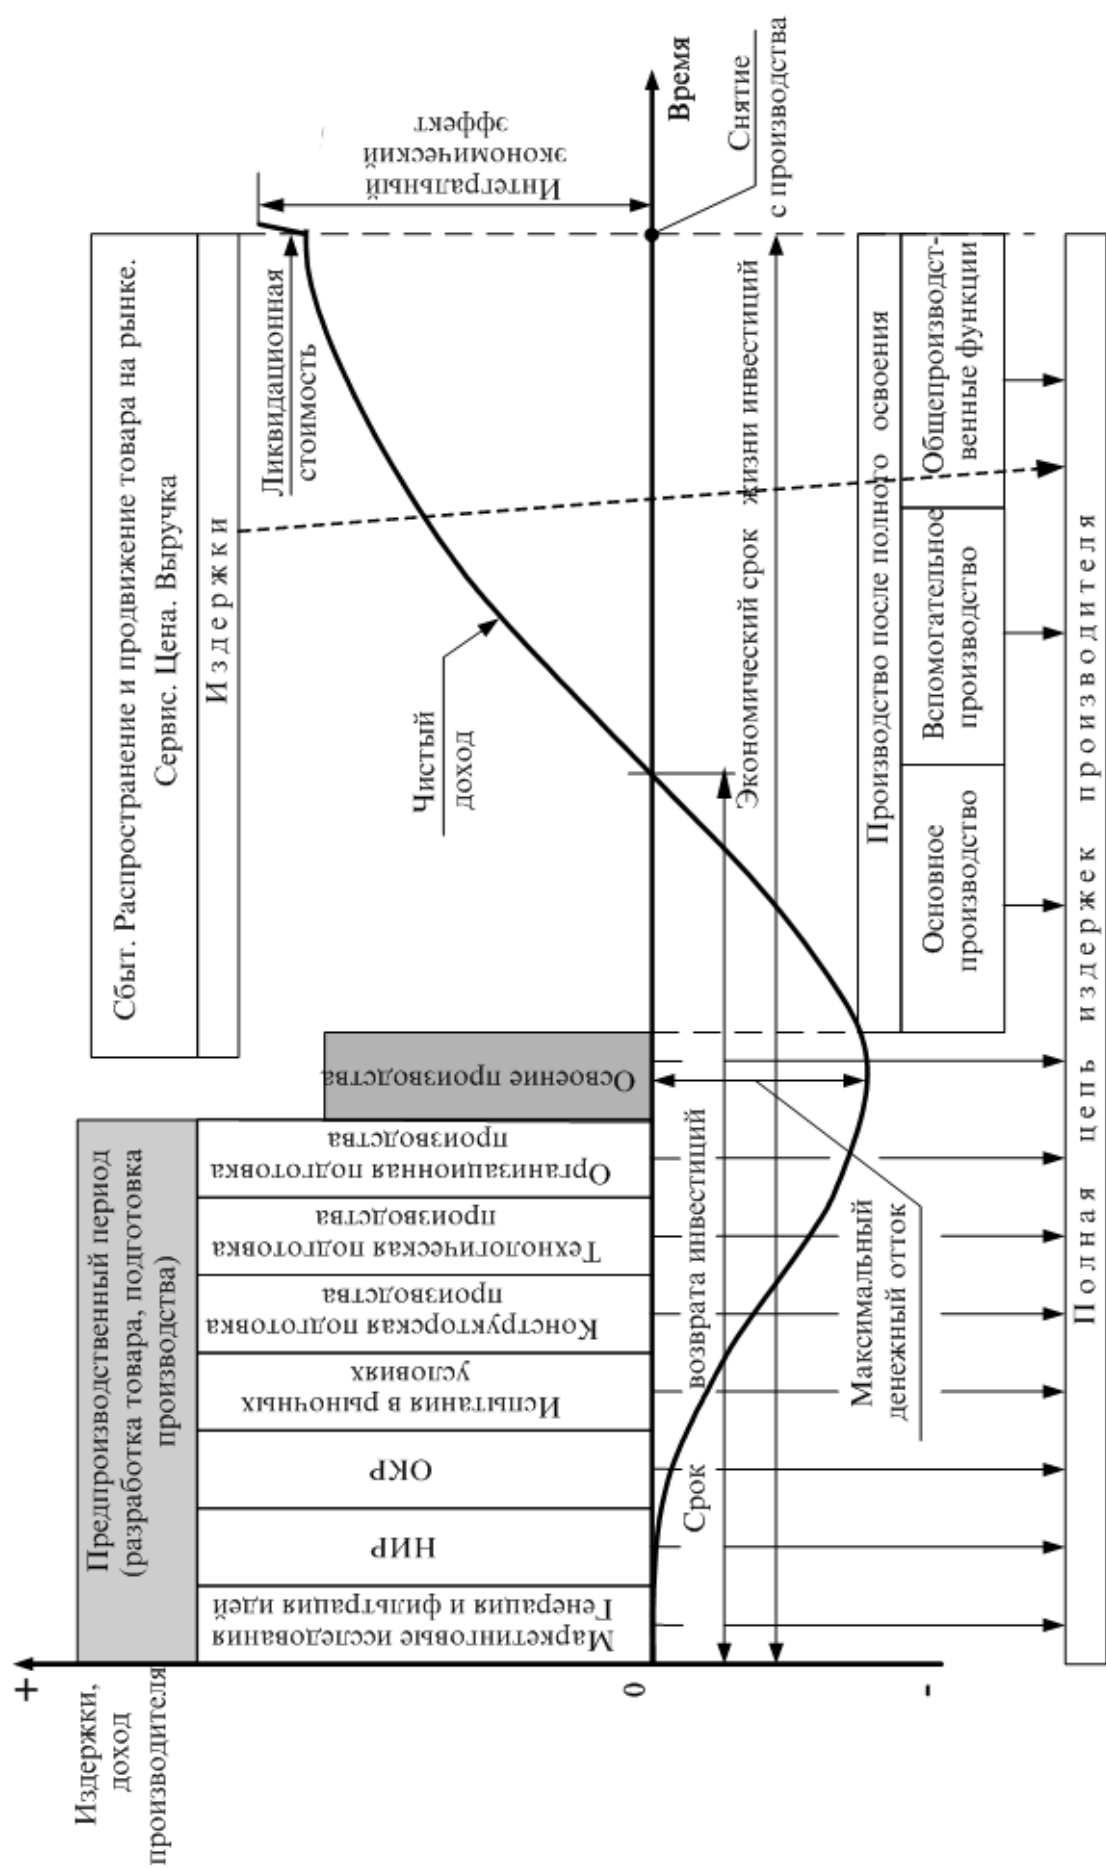 +
Издержки,
доход
производителя
0
-
Предпроизводственный период
(разработка товара, подготовка
производства)
Маркетинговые исследования
Генерация и фильтрация идей
НИР
ОКР
Испытания в рыночных
условиях
Конструкторская подготовка
производства
Технологическая подготовка
производства
Организационная подготовка
производства
Освоение производства
Сбыт. Распространение и продвижение товара на рынке.
Сервис. Цена. Выручка
Издержки
Ликвидационная
стоимость
Интегральный
экономический
эффект
Чистый
доход
Время
Снятие
с производства
Срок возврата инвестиций
Экономический срок жизни инвестиций
Максимальный
денежный отток
Производство после полного освоения
Основное
производство
Вспомогательное
производство
Общепроизводст-
венные функции
Полная цепь издержек производителя